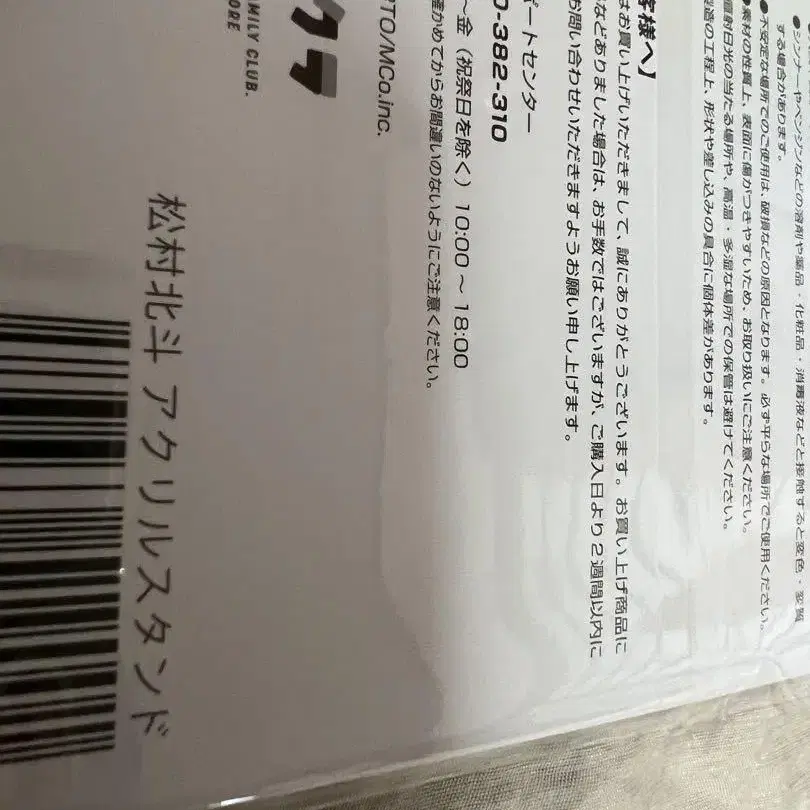 ●シンナーやベンジンなどの溶剤や薬品・化粧品・消毒液などと接触すると変色・変質
する場合があります。
●不安定な場所でのご使用は、破損などの原因となります。必ず平らな場所でご使用ください。
●素材の性質上、表面に傷がつきやすいため、お取り扱いにご注意ください。
直射日光の当たる場所や、高温・多湿な場所での保管は避けてください。
製造の工程上、形状や差し込みの具合に個体差があります。
客様へ】
はお買い上げいただきまして、誠にありがとうございます。お買い上げ商品に
などありました場合は、お手数ではございますが、ご購入日より2週間以内に
お問い合わせいただきますようお願い申し上げます。
ポートセンター
0-382-310
～金（祝祭日を除く）10:00～18:00
確かめてからお間違いのないようにご注意ください。
TO/MCo.inc.
AMILY CLUB.
ORE
松村北斗 アクリルスタンド